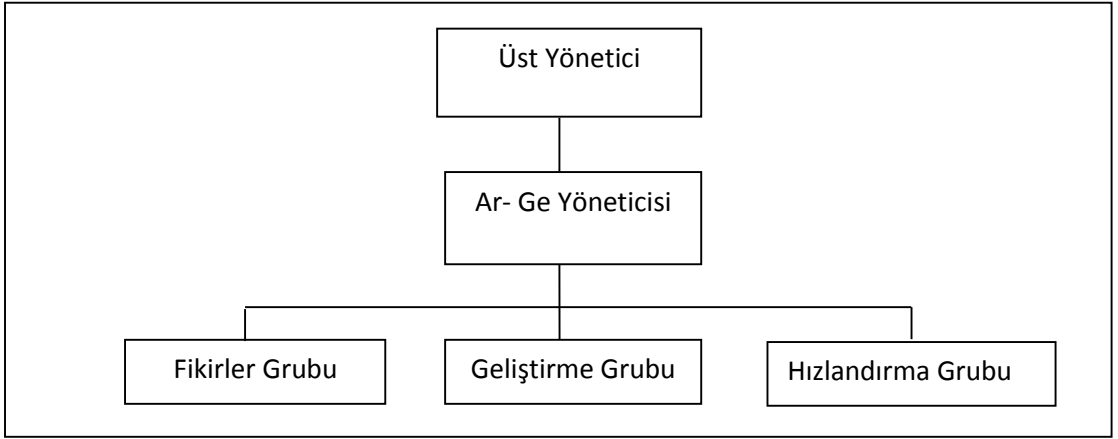 Üst Yönetici
Ar- Ge Yöneticisi
Fikirler Grubu
Geliştirme Grubu
Hızlandırma Grubu